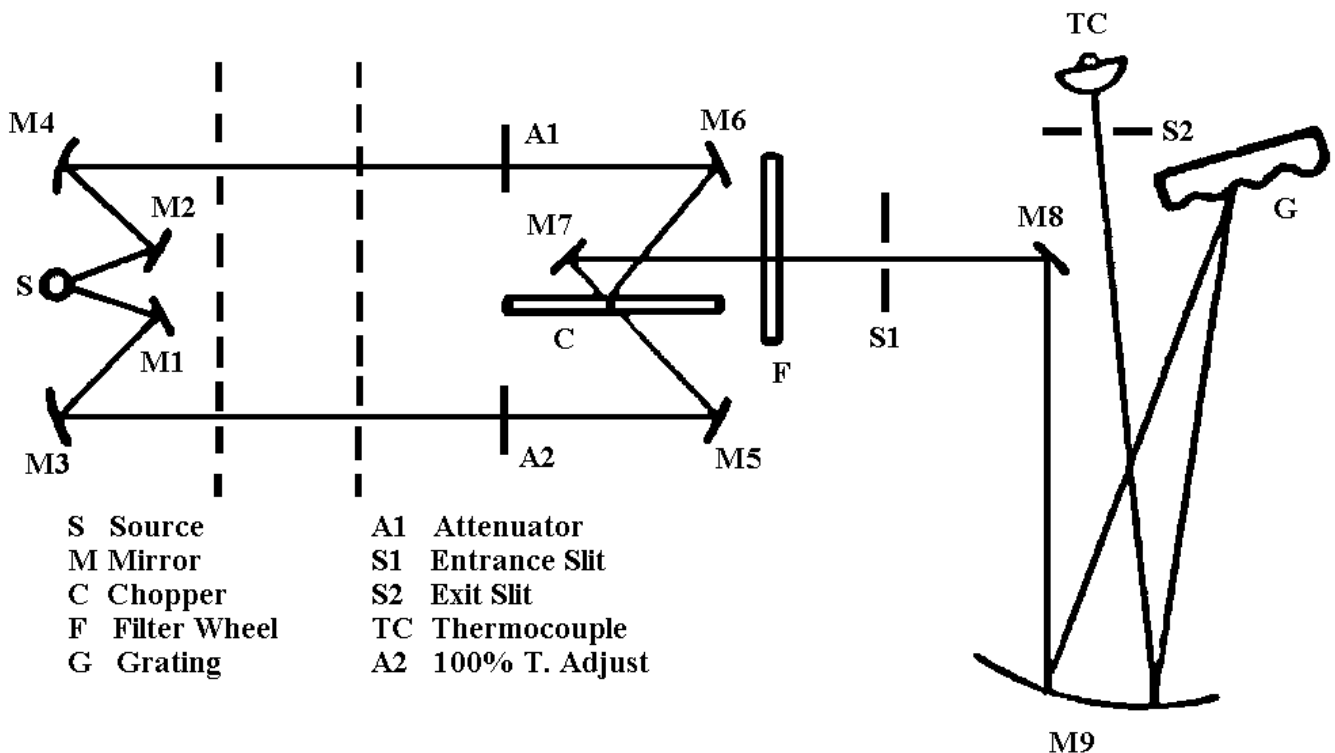 TC
M4
A1
M6
S2
M2
M7
M8
G
S
C
S1
M1
F
M3
A2
M5
S Source
M Mirror
C Chopper
F Filter Wheel
G Grating
A1 Attenuator
S1 Entrance Slit
S2 Exit Slit
TC Thermocouple
A2 100% T. Adjust
M9